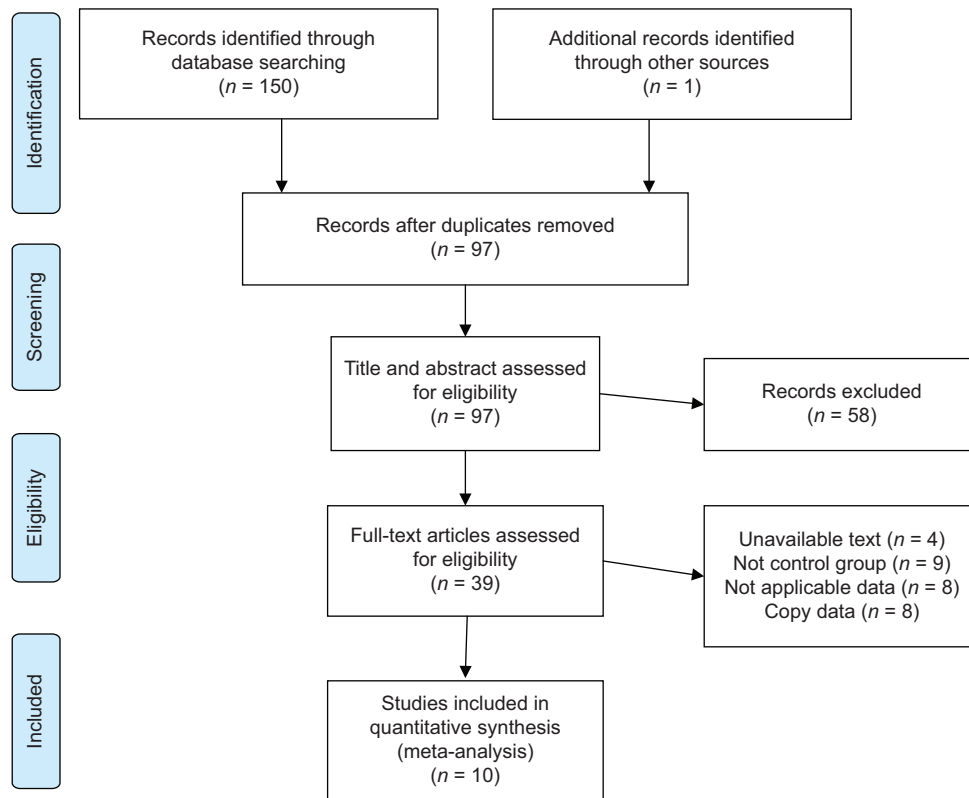 Identification
Records identified through
database searching
(n = 150)
Additional records identified
through other sources
(n = 1)
Records after duplicates removed
(n = 97)
Screening
Title and abstract assessed
for eligibility
(n = 97)
Records excluded
(n = 58)
Eligibility
Full-text articles assessed
for eligibility
(n = 39)
Unavailable text (n = 4)
Not control group (n = 9)
Not applicable data (n = 8)
Copy data (n = 8)
Included
Studies included in
quantitative synthesis
(meta-analysis)
(n = 10)